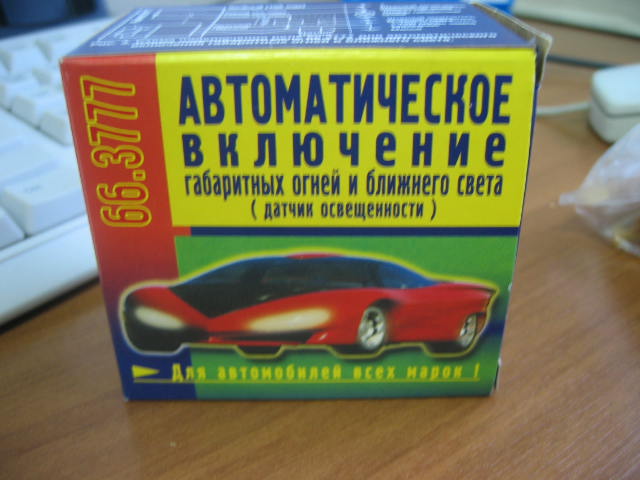 66.3777
АВТОМАТИЧЕСКОЕ
включение
габаритных огней и ближнего света
( датчик освещенности )
Для автомобилей всех марок !